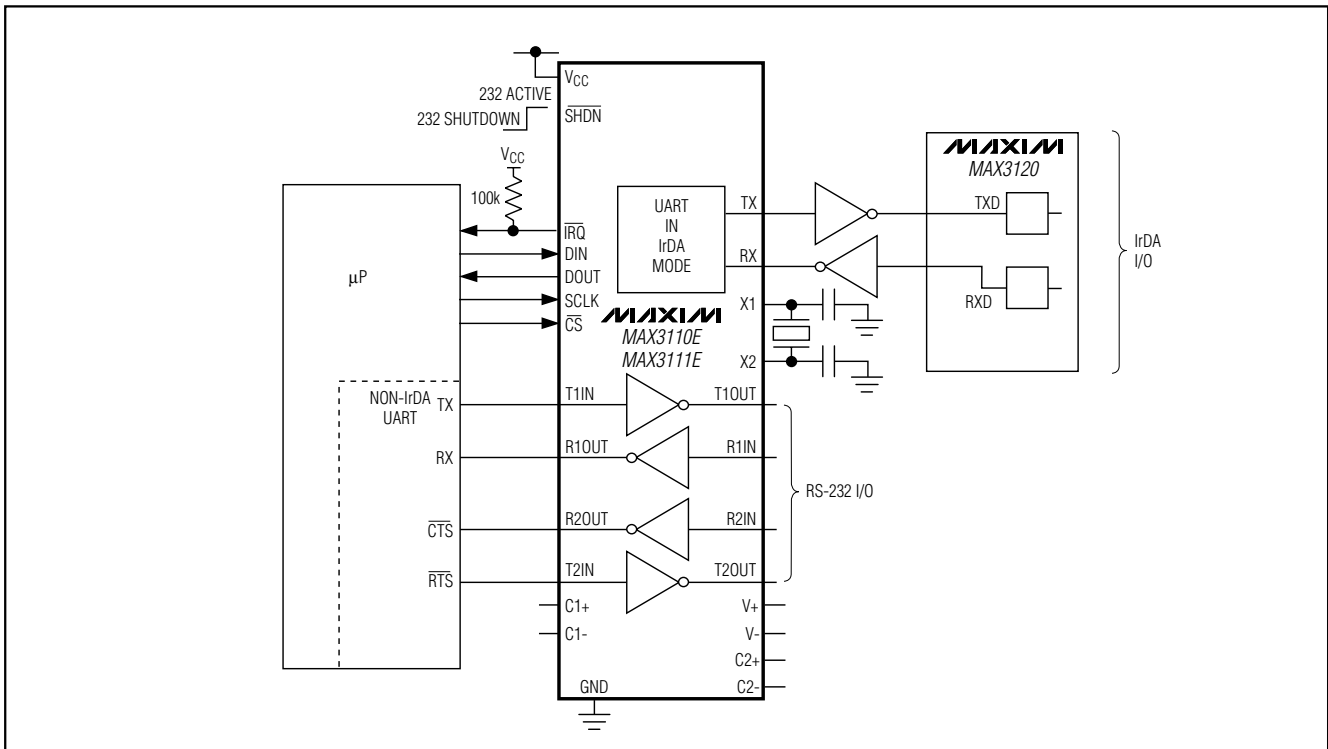 VCC
232 ACTIVE
SHDN
232 SHUTDOWN
VCC
100k
IRQ
DIN
DOUT
SCLK
CS
µP
UART
IN
IrDA
MODE
TX
RX
X1
X2
MAXIM
MAX3110E
MAX3111E
MAXIM
MAX3120
TXD
RXD
IrDA
I/O
NON-IrDA
UART
TX
RX
CTS
RTS
T1IN
R1OUT
R2OUT
T2IN
C1+
C1-
GND
T1OUT
R1IN
R2IN
T2OUT
V+
V-
C2+
C2-
RS-232 I/O